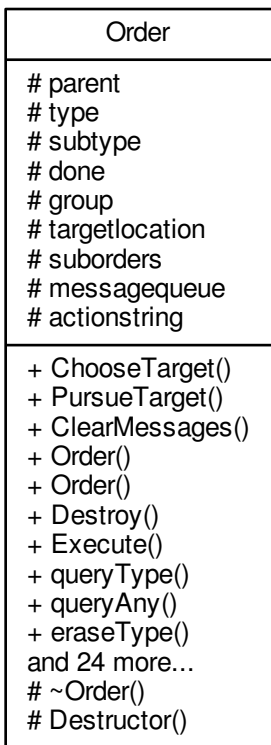 Order
# parent
# type
# subtype
# done
# group
# targetlocation
# suborders
# messagequeue
# actionstring
+ ChooseTarget()
+ PursueTarget()
+ ClearMessages()
+ Order()
+ Order()
+ Destroy()
+ Execute()
+ queryType()
+ queryAny()
+ eraseType()
and 24 more...
# ~Order()
# Destructor()